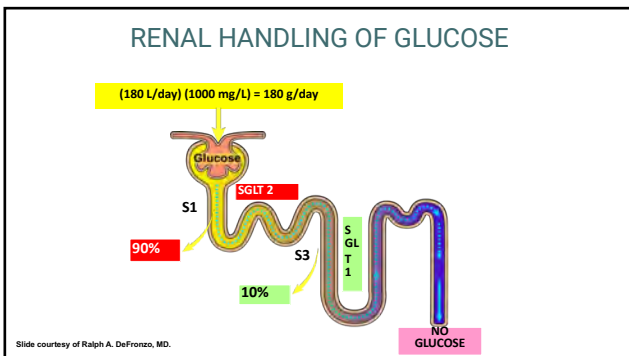 RENAL HANDLING OF GLUCOSE
(180 L/day) (1000 mg/L) = 180 g/day
Glucose
SGLT 2
S1
S
GL
T
1
S3
90%
10%
NO
GLUCOSE
Slide courtesy of Ralph A. DeFronzo, MD.